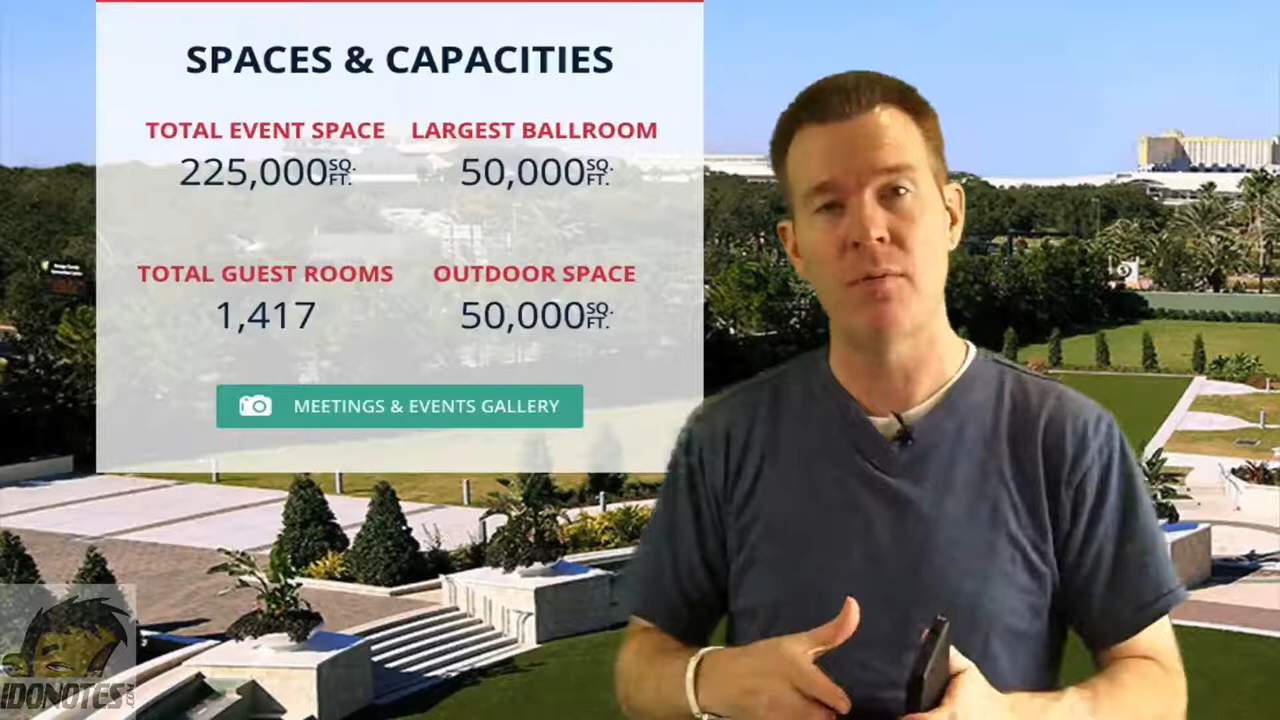 SPACES & CAPACITIES
TOTAL EVENT SPACE LARGEST BALLROOM
225,000 SQ. FT. 50,000 SQ. FT.
TOTAL GUEST ROOMS OUTDOOR SPACE
1,417 50,000 SQ. FT.
MEETINGS & EVENTS GALLERY
IDONOTES.COM